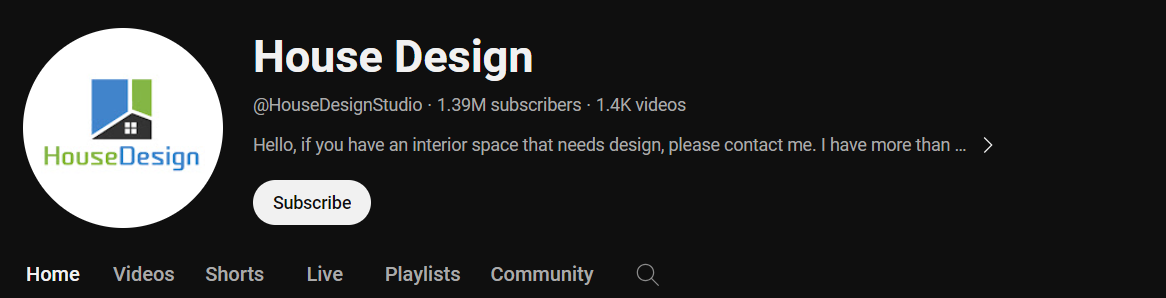 HouseDesign
House Design
@HouseDesignStudio · 1.39M subscribers · 1.4K videos
Hello, if you have an interior space that needs design, please contact me. I have more than ...
Subscribe
Home Videos Shorts Live Playlists Community